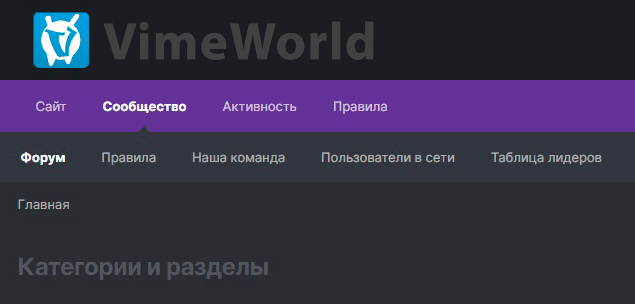 VimeWorld
Сайт Сообщество Активность Правила
Форум Правила Наша команда Пользователи в сети Таблица лидеров
Главная
Категории и разделы